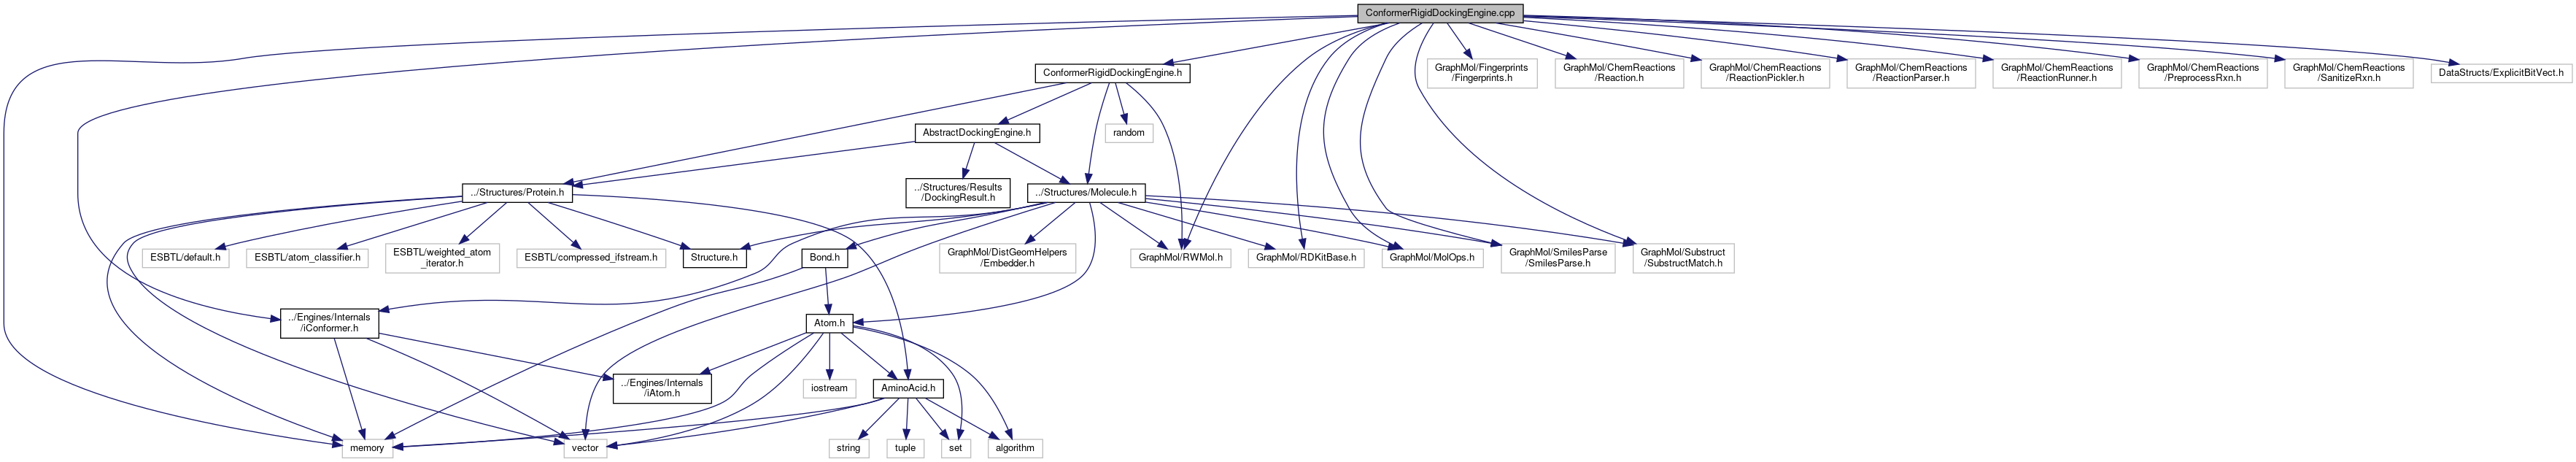 ConformerRigidDockingEngine.cpp
ConformerRigidDockingEngine.h
GraphMol/Fingerprints
/Fingerprints.h
GraphMol/ChemReactions
/Reaction.h
GraphMol/ChemReactions
/ReactionPickler.h
GraphMol/ChemReactions
/ReactionParser.h
GraphMol/ChemReactions
/ReactionRunner.h
GraphMol/ChemReactions
/PreprocessRxn.h
GraphMol/ChemReactions
/SanitizeRxn.h
DataStructs/ExplicitBitVect.h
AbstractDockingEngine.h
random
../Structures/Protein.h
../Structures/Results
/DockingResult.h
../Structures/Molecule.h
ESBTL/default.h
ESBTL/atom_classifier.h
ESBTL/weighted_atom
_iterator.h
ESBTL/compressed_ifstream.h
Structure.h
Bond.h
GraphMol/DistGeomHelpers
/Embedder.h
GraphMol/RWMol.h
GraphMol/RDKitBase.h
GraphMol/MolOps.h
GraphMol/SmilesParse
/SmilesParse.h
GraphMol/Substruct
/SubstructMatch.h
../Engines/Internals
/iConformer.h
Atom.h
../Engines/Internals
/iAtom.h
iostream
AminoAcid.h
memory
vector
string
tuple
set
algorithm